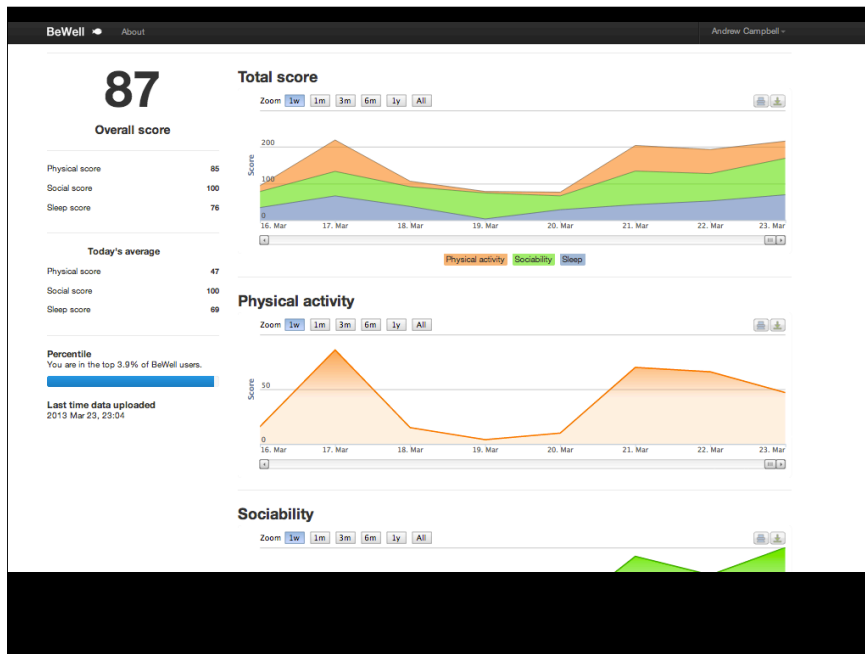 BeWell About Andrew Campbell
87
Overall score
Physical score 85
Social score 100
Sleep score 76
Today's average
Physical score 47
Social score 100
Sleep score 69
Percentile
You are in the top 3.9% of BeWell users.
Last time data uploaded
2013 Mar 23, 23:04
Total score
Zoom 1w 1m 3m 6m 1y All
Score
200
100
0
16. Mar 17. Mar 18. Mar 19. Mar 20. Mar 21. Mar 22. Mar 23. Mar
Physical activity Sociability Sleep
Physical activity
Zoom 1w 1m 3m 6m 1y All
Score
50
0
16. Mar 17. Mar 18. Mar 19. Mar 20. Mar 21. Mar 22. Mar 23. Mar
Sociability
Zoom 1w 1m 3m 6m 1y All